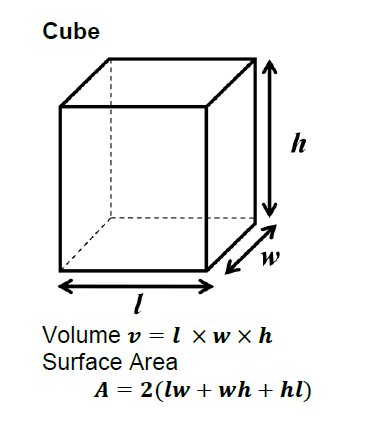 Cube
h
w
l
Volume v = l × w × h
Surface Area
A = 2(lw + wh + hl)